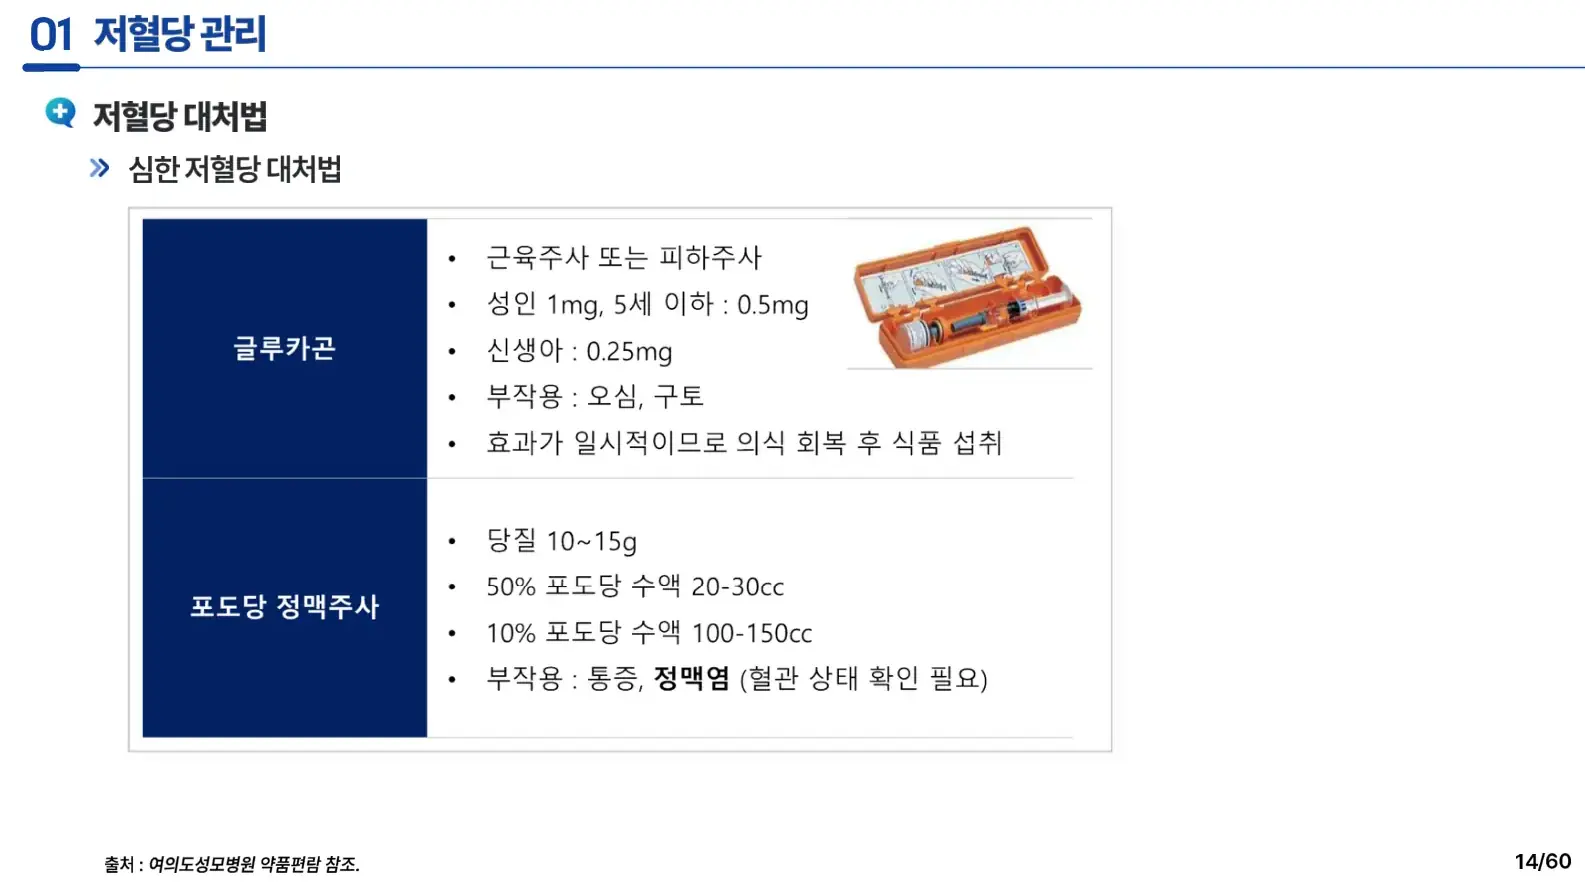 01 저혈당 관리
저혈당 대처법
심한 저혈당 대처법
글루카곤
• 근육주사 또는 피하주사
• 성인 1mg, 5세 이하 : 0.5mg
• 신생아 : 0.25mg
• 부작용 : 오심, 구토
• 효과가 일시적이므로 의식 회복 후 식품 섭취
포도당 정맥주사
• 당질 10~15g
• 50% 포도당 수액 20-30cc
• 10% 포도당 수액 100-150cc
• 부작용 : 통증, 정맥염 (혈관 상태 확인 필요)
출처 : 여의도성모병원 약품편람 참조.
14/60